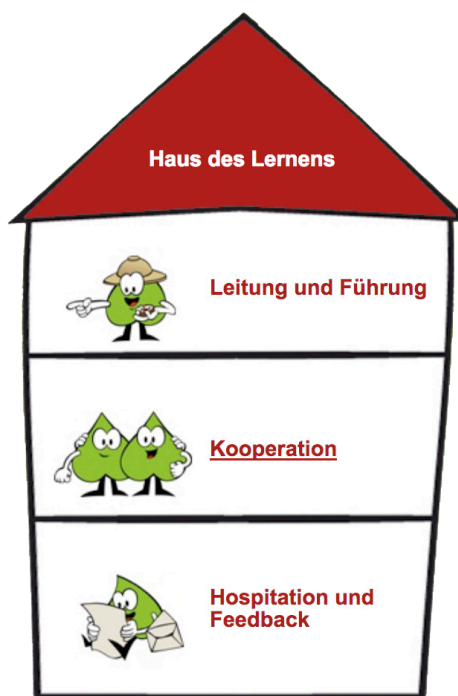 Haus des Lernens
Leitung und Führung
Kooperation
Hospitation und
Feedback